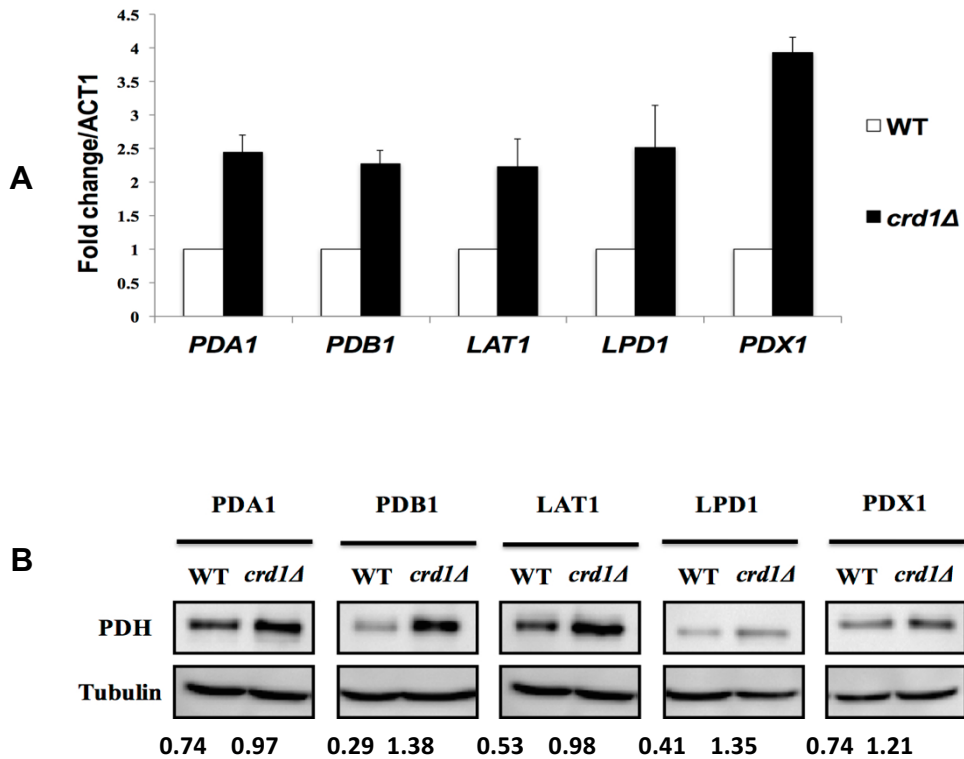 A
Fold change/ACT1
4.5
4
3.5
3
2.5
2
1.5
1
0.5
0
PDA1 PDB1 LAT1 LPD1 PDX1
WT
crd1Δ
B
PDA1 PDB1 LAT1 LPD1 PDX1
WT crd1Δ WT crd1Δ WT crd1Δ WT crd1Δ WT crd1Δ
PDH
Tubulin
0.74 0.97 0.29 1.38 0.53 0.98 0.41 1.35 0.74 1.21